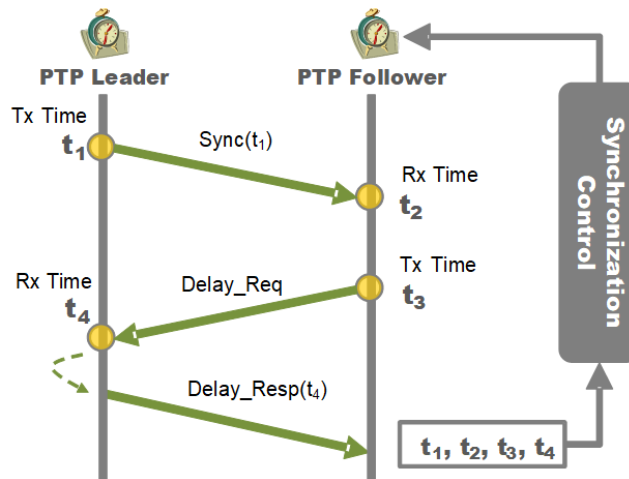 PTP Leader
PTP Follower
Tx Time
t₁
Sync(t₁)
Rx Time
t₂
Tx Time
t₃
Rx Time
t₄
Delay_Req
Delay_Resp(t₄)
t₁, t₂, t₃, t₄
Synchronization
Control